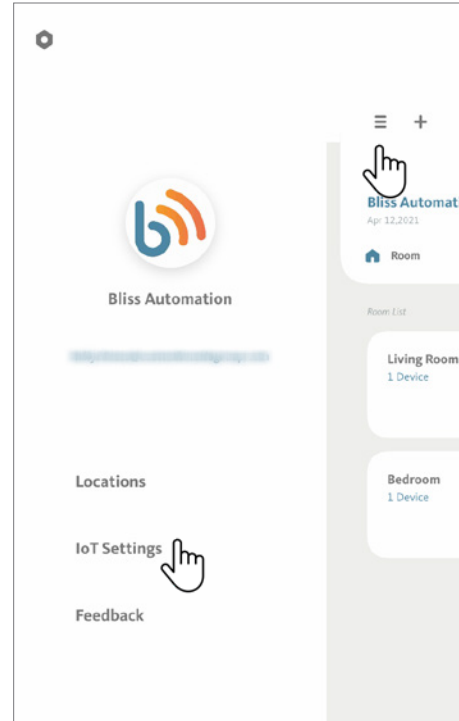 Bliss Automat
Apr 12,2021
Room
Bliss Automation
Room List
Living Room
1 Device
Bedroom
1 Device
Locations
IoT Settings
Feedback